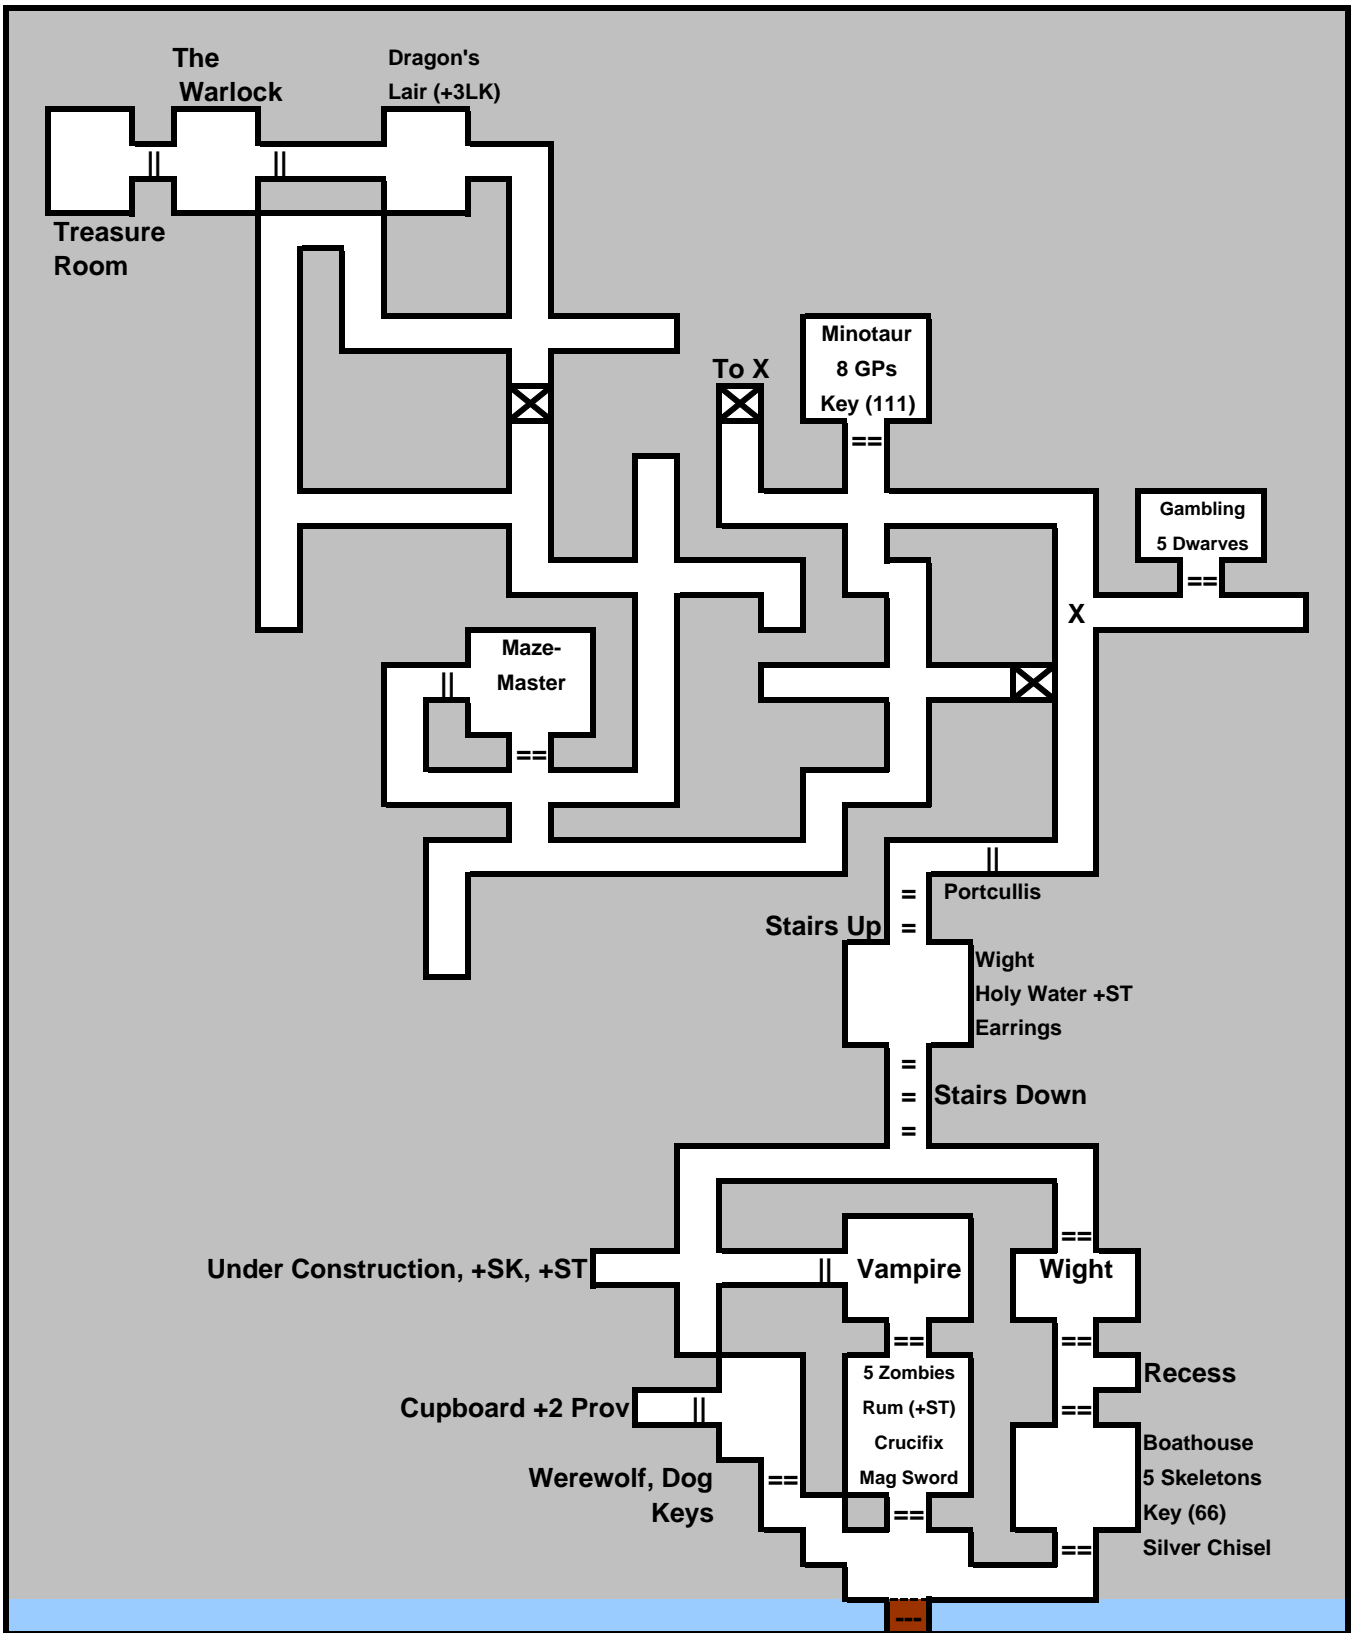 The
Warlock
Dragon's
Lair (+3LK)
||
||
Treasure
Room
Minotaur
8 GPs
Key (111)
==
To X
Gambling
5 Dwarves
==
X
Maze-
Master
||
==
||
Portcullis
=
Stairs Up
=
Wight
Holy Water +ST
Earrings
=
=
Stairs Down
=
==
Under Construction, +SK, +ST
||
Vampire
Wight
==
==
5 Zombies
Rum (+ST)
Crucifix
Mag Sword
Recess
Cupboard +2 Prov
||
==
Boathouse
5 Skeletons
Key (66)
Silver Chisel
Werewolf, Dog
Keys
==
==
==
---